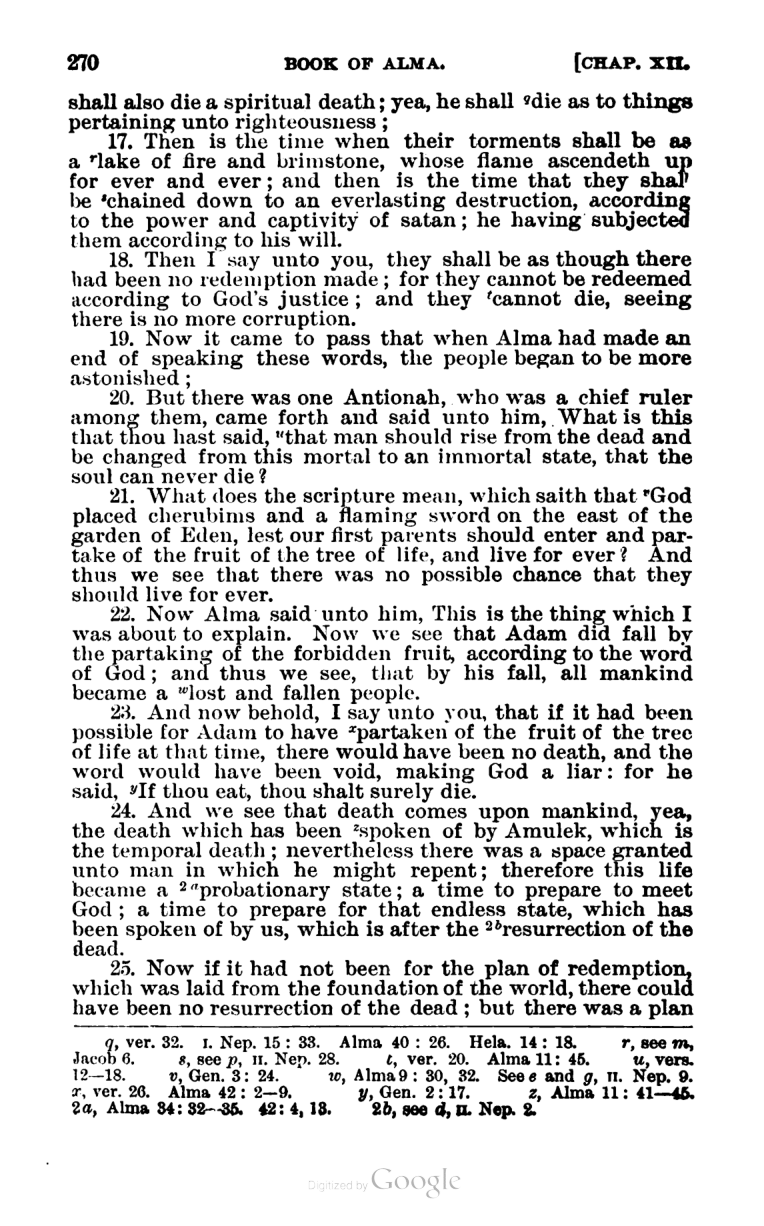 270 BOOK OF ALMA. [CHAP. XII.
shall also die a spiritual death; yea, he shall qdie as to things
pertaining unto righteousness;
17. Then is the time when their torments shall be as
a rlake of fire and brimstone, whose flame ascendeth up
for ever and ever; and then is the time that they shall
be schained down to an everlasting destruction, according
to the power and captivity of satan; he having subjected
them according to his will.
18. Then I say unto you, they shall be as though there
had been no redemption made; for they cannot be redeemed
according to God's justice; and they tcannot die, seeing
there is no more corruption.
19. Now it came to pass that when Alma had made an
end of speaking these words, the people began to be more
astonished;
20. But there was one Antionah, who was a chief ruler
among them, came forth and said unto him, What is this
that thou hast said, uthat man should rise from the dead and
be changed from this mortal to an immortal state, that the
soul can never die?
21. What does the scripture mean, which saith that vGod
placed cherubims and a flaming sword on the east of the
garden of Eden, lest our first parents should enter and par-
take of the fruit of the tree of life, and live for ever? And
thus we see that there was no possible chance that they
should live for ever.
22. Now Alma said unto him, This is the thing which I
was about to explain. Now we see that Adam did fall by
the partaking of the forbidden fruit, according to the word
of God; and thus we see, that by his fall, all mankind
became a wlost and fallen people.
23. And now behold, I say unto you, that if it had been
possible for Adam to have xpartaken of the fruit of the tree
of life at that time, there would have been no death, and the
word would have been void, making God a liar: for he
said, yIf thou eat, thou shalt surely die.
24. And we see that death comes upon mankind, yea,
the death which has been zspoken of by Amulek, which is
the temporal death; nevertheless there was a space granted
unto man in which he might repent; therefore this life
became a 2aprobationary state; a time to prepare to meet
God; a time to prepare for that endless state, which has
been spoken of by us, which is after the 2bresurrection of the
dead.
25. Now if it had not been for the plan of redemption,
which was laid from the foundation of the world, there could
have been no resurrection of the dead; but there was a plan
q, ver. 32. I. Nep. 15: 33. Alma 40: 26. Hela. 14: 18. r, see m,
Jacob 6. s, see p, II. Nep. 28. t, ver. 20. Alma 11: 45. u, vers.
12—18. v, Gen. 3: 24. w, Alma 9: 30, 32. See e and g, II. Nep. 9.
x, ver. 26. Alma 42: 2—9. y, Gen. 2: 17. z, Alma 11: 41—45.
2a, Alma 34: 32—35. 42: 4, 13. 2b, see d, II. Nep. 2.
Digitized by Google